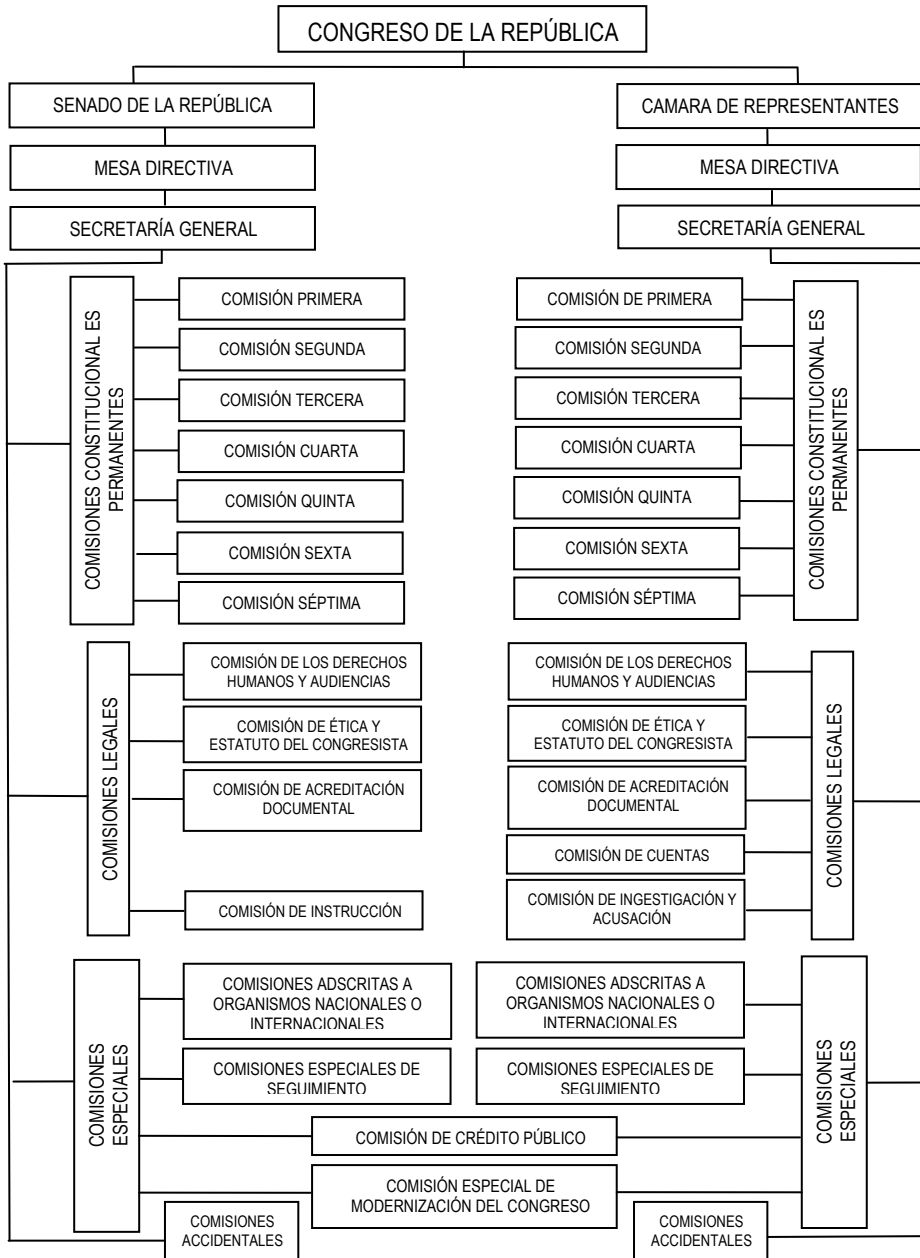 CONGRESO DE LA REPÚBLICA
SENADO DE LA REPÚBLICA
MESA DIRECTIVA
SECRETARÍA GENERAL
COMISIONES CONSTITUCIONAL ES
PERMANENTES
COMISIÓN PRIMERA
COMISIÓN SEGUNDA
COMISIÓN TERCERA
COMISIÓN CUARTA
COMISIÓN QUINTA
COMISIÓN SEXTA
COMISIÓN SÉPTIMA
COMISIONES LEGALES
COMISIÓN DE LOS DERECHOS
HUMANOS Y AUDIENCIAS
COMISIÓN DE ÉTICA Y
ESTATUTO DEL CONGRESISTA
COMISIÓN DE ACREDITACIÓN
DOCUMENTAL
COMISIÓN DE INSTRUCCIÓN
COMISIONES
ESPECIALES
COMISIONES ADSCRITAS A
ORGANISMOS NACIONALES O
INTERNACIONALES
COMISIONES ESPECIALES DE
SEGUIMIENTO
COMISIÓN DE CRÉDITO PÚBLICO
COMISIÓN ESPECIAL DE
MODERNIZACIÓN DEL CONGRESO
COMISIONES
ACCIDENTALES
CAMARA DE REPRESENTANTES
MESA DIRECTIVA
SECRETARÍA GENERAL
COMISIONES CONSTITUCIONAL ES
PERMANENTES
COMISIÓN DE PRIMERA
COMISIÓN SEGUNDA
COMISIÓN TERCERA
COMISIÓN CUARTA
COMISIÓN QUINTA
COMISIÓN SEXTA
COMISIÓN SÉPTIMA
COMISIONES LEGALES
COMISIÓN DE LOS DERECHOS
HUMANOS Y AUDIENCIAS
COMISIÓN DE ÉTICA Y
ESTATUTO DEL CONGRESISTA
COMISIÓN DE ACREDITACIÓN
DOCUMENTAL
COMISIÓN DE CUENTAS
COMISIÓN DE INGESTIGACIÓN Y
ACUSACIÓN
COMISIONES
ESPECIALES
COMISIONES ADSCRITAS A
ORGANISMOS NACIONALES O
INTERNACIONALES
COMISIONES ESPECIALES DE
SEGUIMIENTO
COMISIONES
ACCIDENTALES